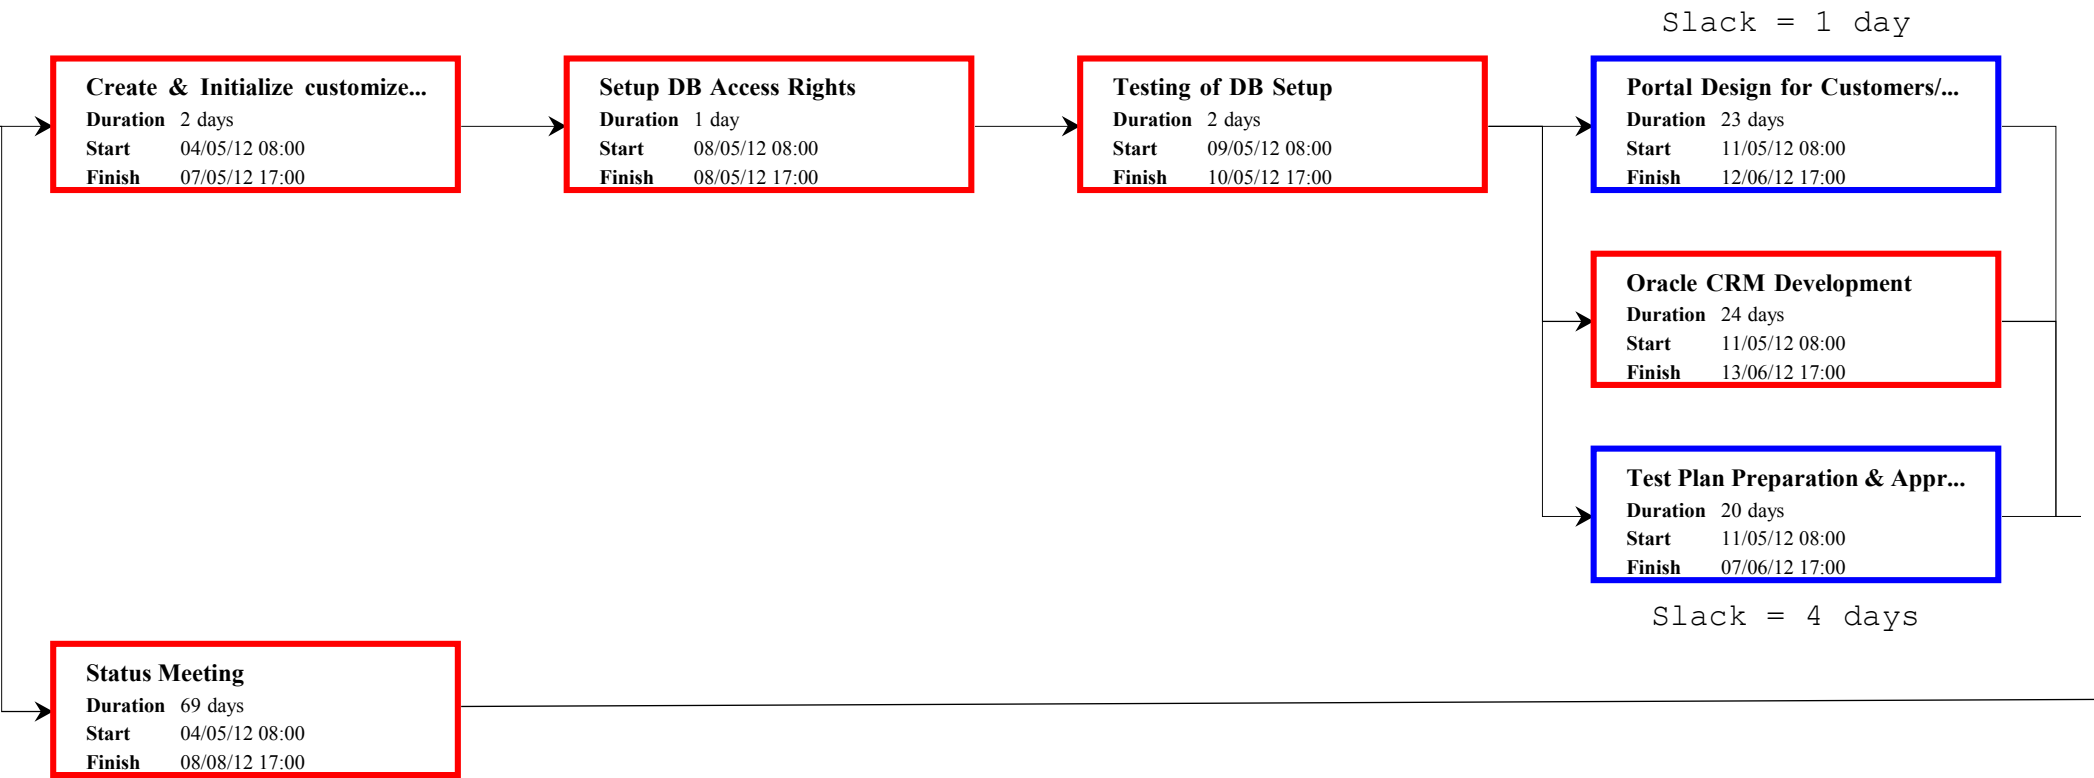 Slack = 1 day
Create & Initialize customize...
Duration 2 days
Start 04/05/12 08:00
Finish 07/05/12 17:00
Setup DB Access Rights
Duration 1 day
Start 08/05/12 08:00
Finish 08/05/12 17:00
Testing of DB Setup
Duration 2 days
Start 09/05/12 08:00
Finish 10/05/12 17:00
Portal Design for Customers/...
Duration 23 days
Start 11/05/12 08:00
Finish 12/06/12 17:00
Oracle CRM Development
Duration 24 days
Start 11/05/12 08:00
Finish 13/06/12 17:00
Test Plan Preparation & Appr...
Duration 20 days
Start 11/05/12 08:00
Finish 07/06/12 17:00
Slack = 4 days
Status Meeting
Duration 69 days
Start 04/05/12 08:00
Finish 08/08/12 17:00